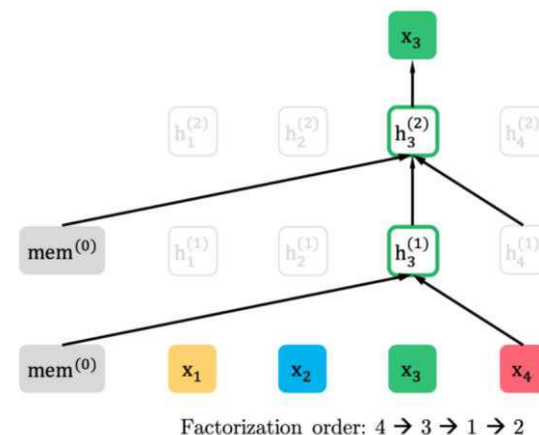 x₃
h₁⁽²⁾ h₂⁽²⁾ h₃⁽²⁾ h₄⁽²⁾
mem⁽⁰⁾ h₁⁽¹⁾ h₂⁽¹⁾ h₃⁽¹⁾ h₄⁽¹⁾
mem⁽⁰⁾ x₁ x₂ x₃ x₄
Factorization order: 4 → 3 → 1 → 2